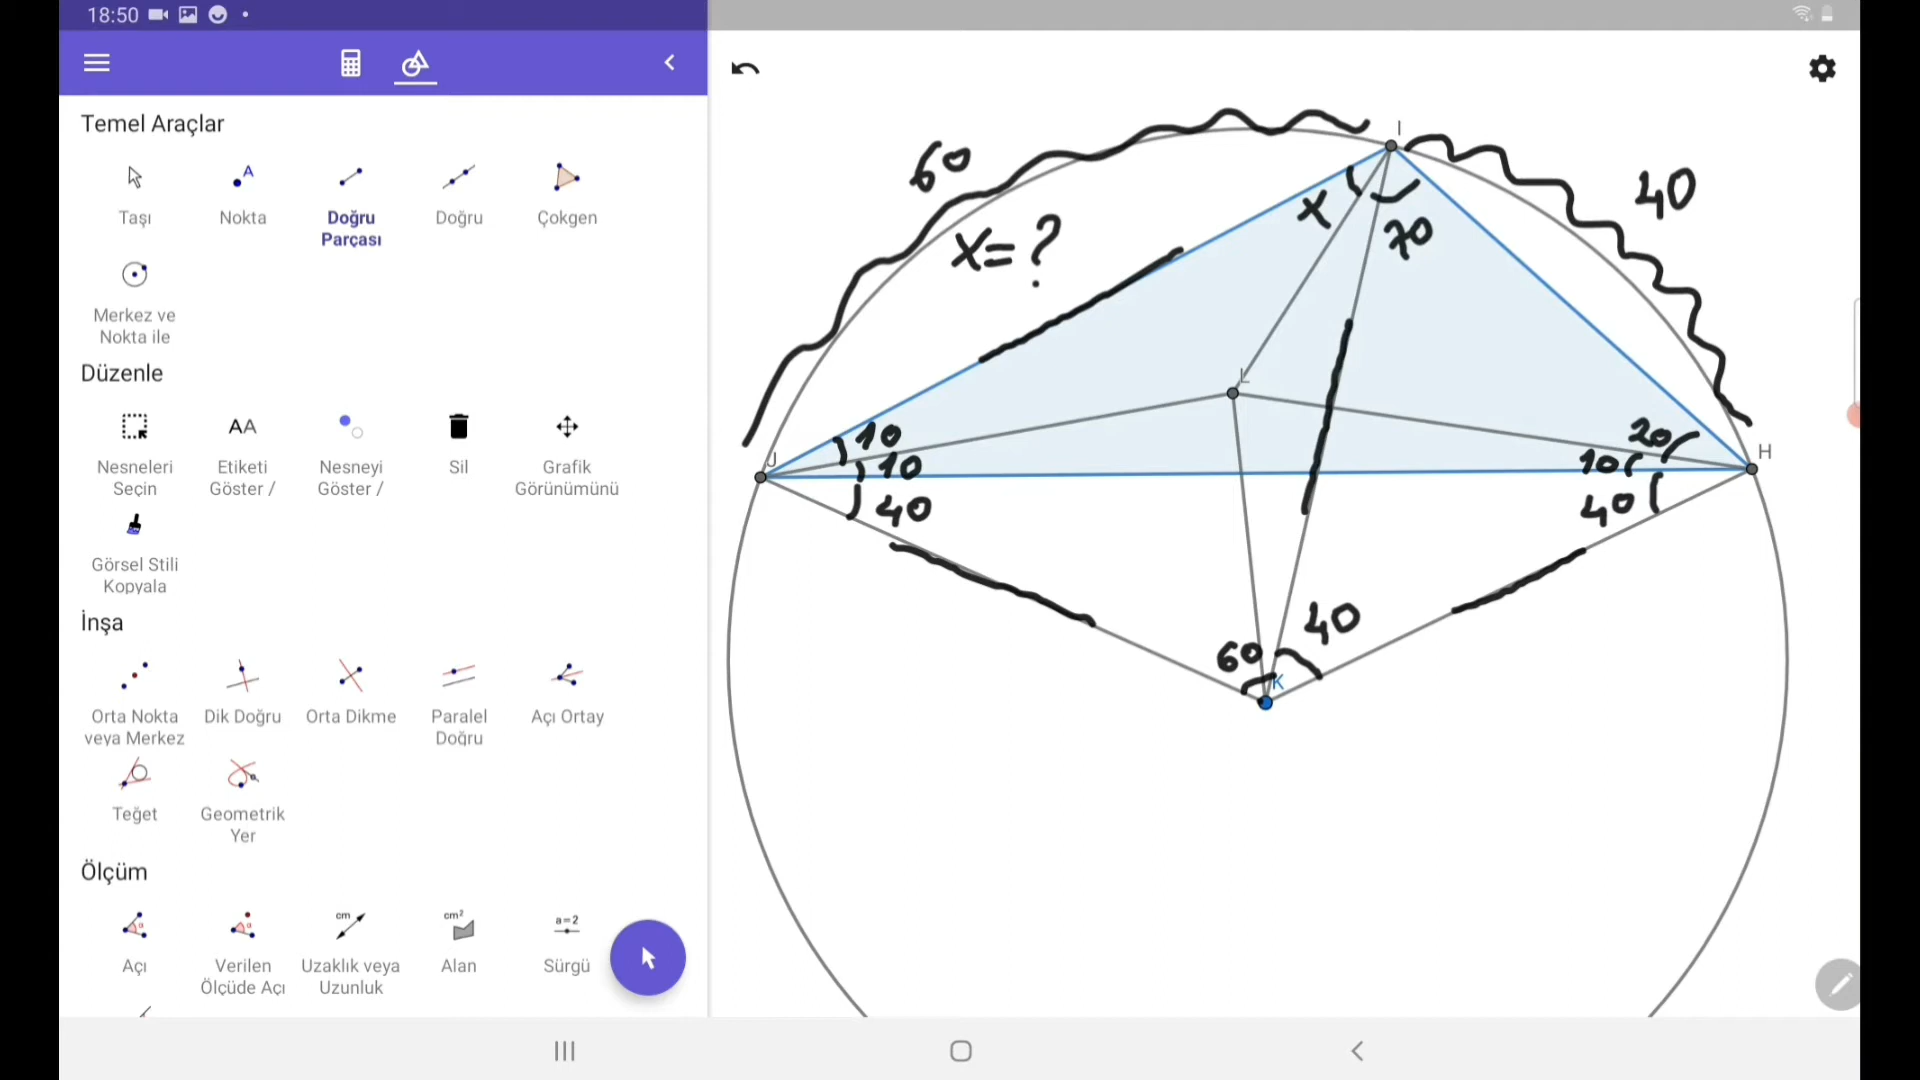 18:50
Temel Araçlar
Taşı
Nokta
Doğru
Parçası
Doğru
Çokgen
Merkez ve
Nokta ile
Düzenle
Nesneleri
Seçin
AA
Etiketi
Göster /
Nesneyi
Göster /
Sil
Grafik
Görünümünü
Görsel Stili
Kopyala
İnşa
Orta Nokta
veya Merkez
Dik Doğru
Orta Dikme
Paralel
Doğru
Açı Ortay
Teğet
Geometrik
Yer
Ölçüm
Açı
Verilen
Ölçüde Açı
cm
Uzaklık veya
Uzunluk
cm²
Alan
a=2
Sürgü
I
60
40
x
70
x=?
L
J
10
10
40
20
10
40
H
60
40
K